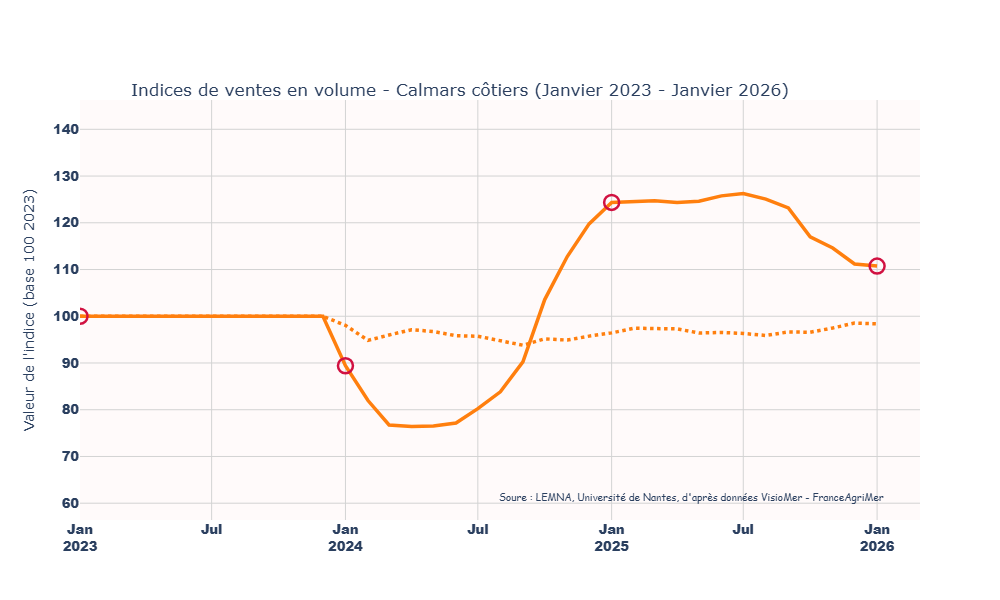 Indices de ventes en volume - Calmars côtiers (Janvier 2023 - Janvier 2026)
Valeur de l'indice (base 100 2023)
140
130
120
110
100
90
80
70
60
Soure : LEMNA, Université de Nantes, d'après données VisioMer - FranceAgriMer
Jan Jul Jan Jul Jan Jul Jan
2023 2024 2025 2026